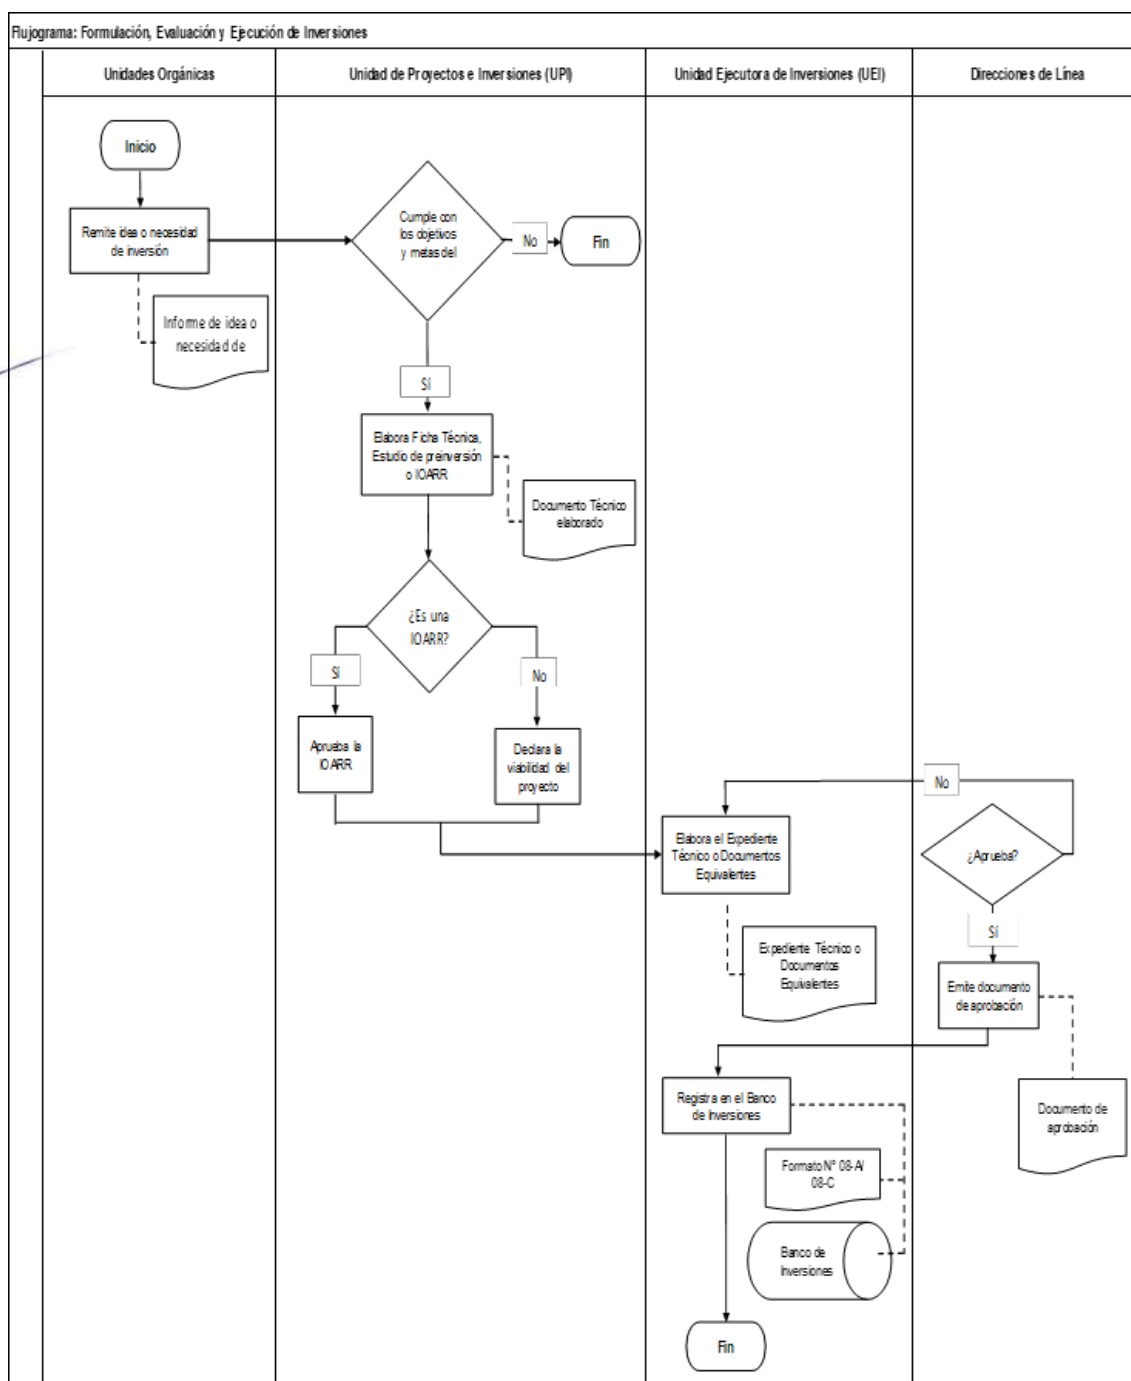 Flujograma: Formulación, Evaluación y Ejecución de Inversiones
Unidades Orgánicas
Unidad de Proyectos e Inversiones (UPI)
Unidad Ejecutora de Inversiones (UEI)
Direcciones de Línea
Inicio
Remite idea o necesidad
de inversión
Informe de idea o
necesidad de
Cumple con
los objetivos
y metas del
No
Fin
Sí
Elabora Ficha Técnica,
Estudio de preinversión
o IOARR
Documento Técnico
elaborado
¿Es una
IOARR?
Sí
No
Aprueba la
IOARR
Declara la
viabilidad del
proyecto
No
Elabora el Expediente
Técnico o Documentos
Equivalentes
¿Aprueba?
Expediente Técnico o
Documentos
Equivalentes
Sí
Emite documento
de aprobación
Registra en el Banco
de Inversiones
Documento de
aprobación
Formato N° 08-A/
08-C
Banco de
Inversiones
Fin